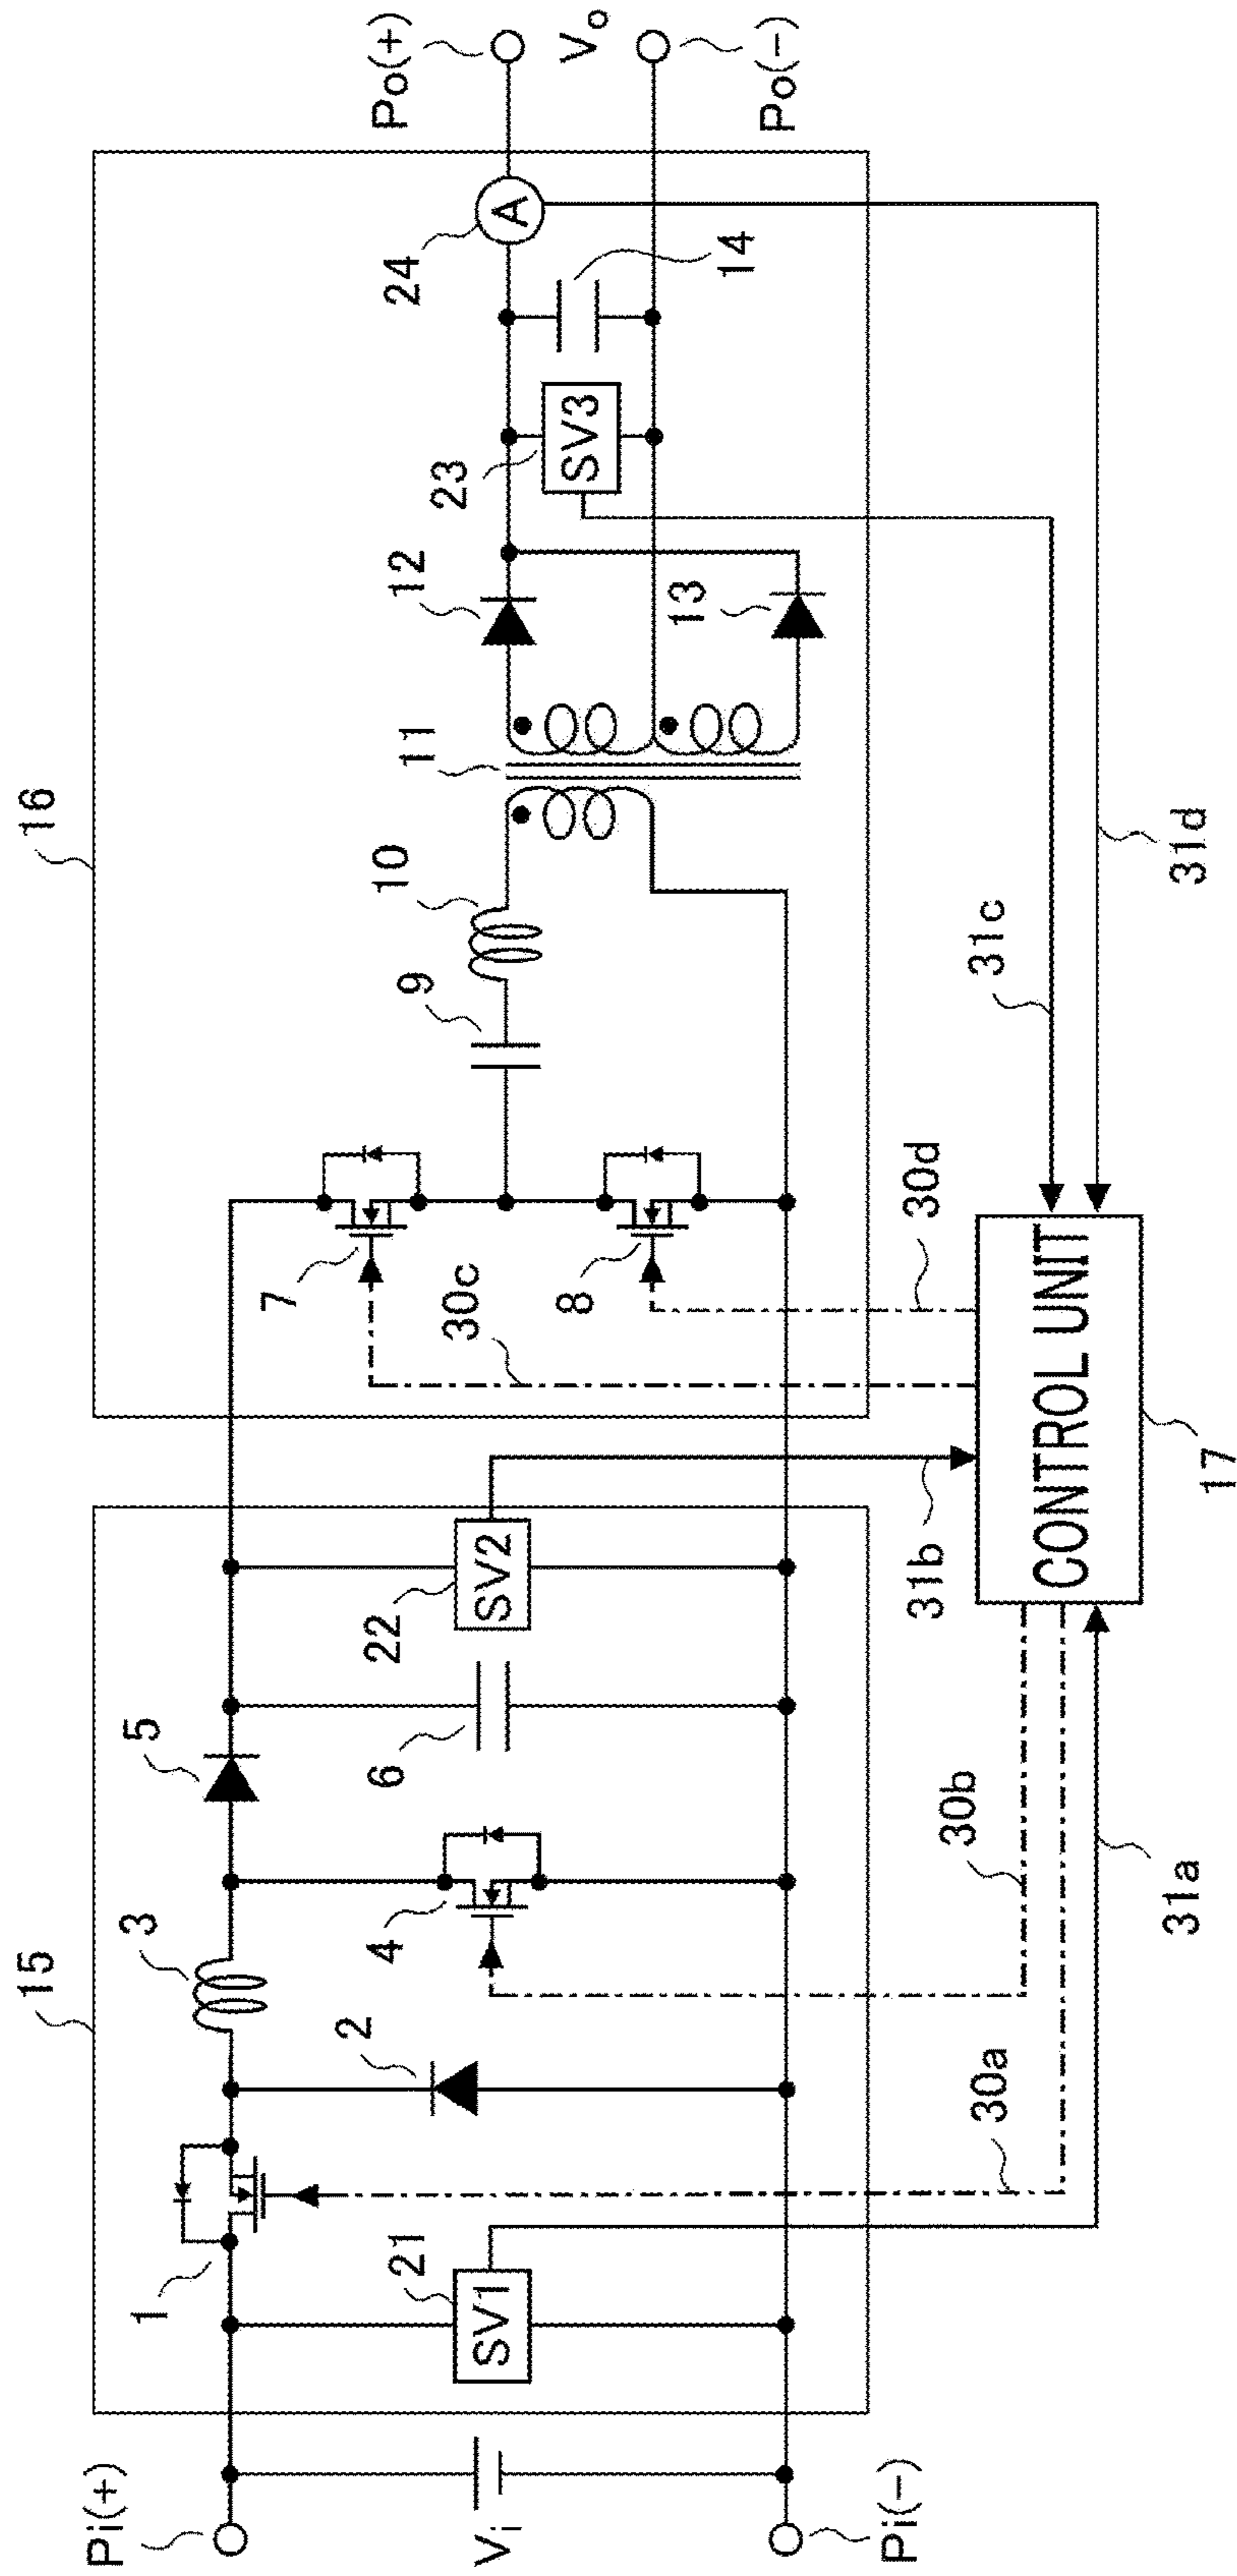 15
16
Pi(+)
Vi
Pi(-)
1
SV1
21
2
3
4
5
6
SV2
22
7
8
9
10
11
12
13
SV3
23
14
A
24
Po(+)
Vo
Po(-)
30a
30b
30c
30d
31a
31b
31c
31d
CONTROL UNIT
17